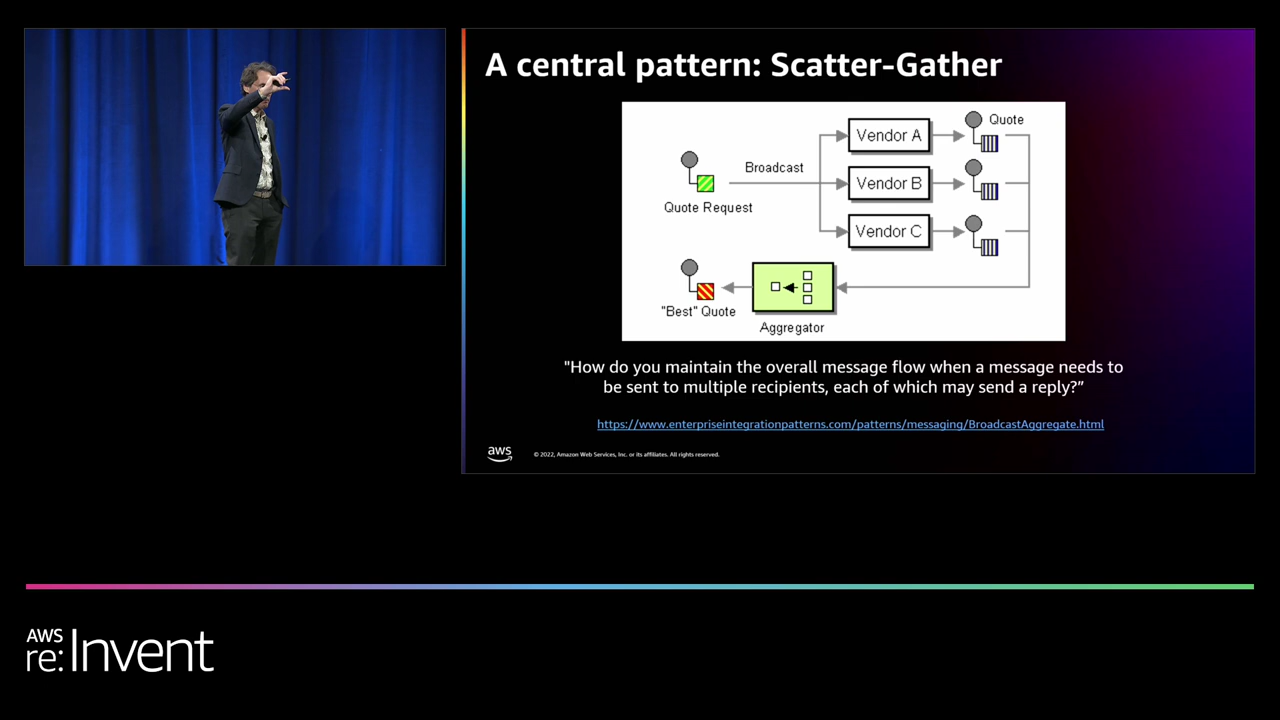 A central pattern: Scatter-Gather
Vendor A
Quote
Broadcast
Vendor B
Quote Request
Vendor C
"Best" Quote
Aggregator
"How do you maintain the overall message flow when a message needs to
be sent to multiple recipients, each of which may send a reply?”
https://www.enterpriseintegrationpatterns.com/patterns/messaging/BroadcastAggregate.html
aws
© 2022, Amazon Web Services, Inc. or its affiliates. All rights reserved.
AWS
re:Invent